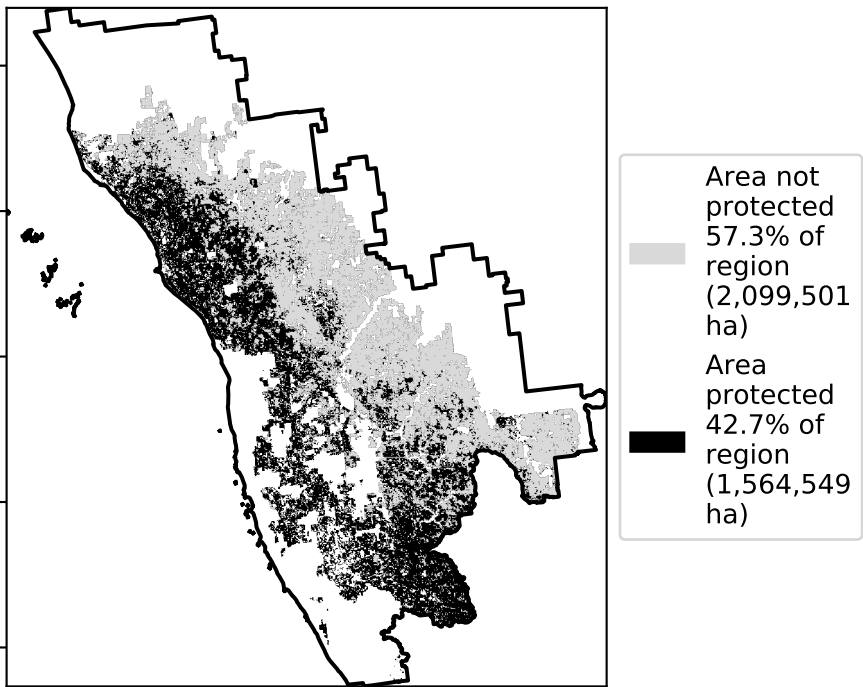 Area not
protected
57.3% of
region
(2,099,501
ha)
Area
protected
42.7% of
region
(1,564,549
ha)